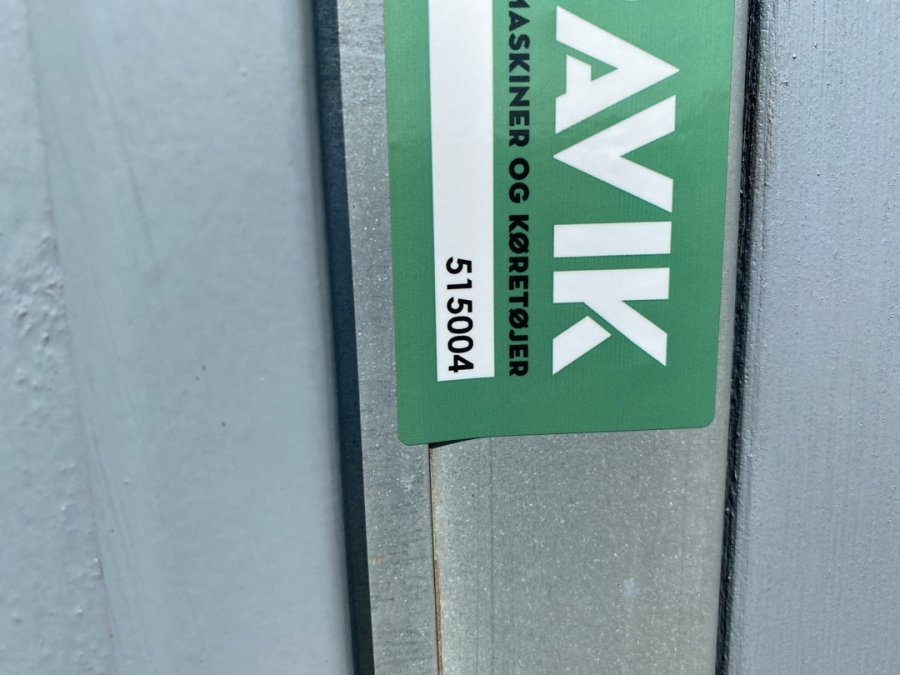 AVIK
MASKINER OG KØRETØJER
515004